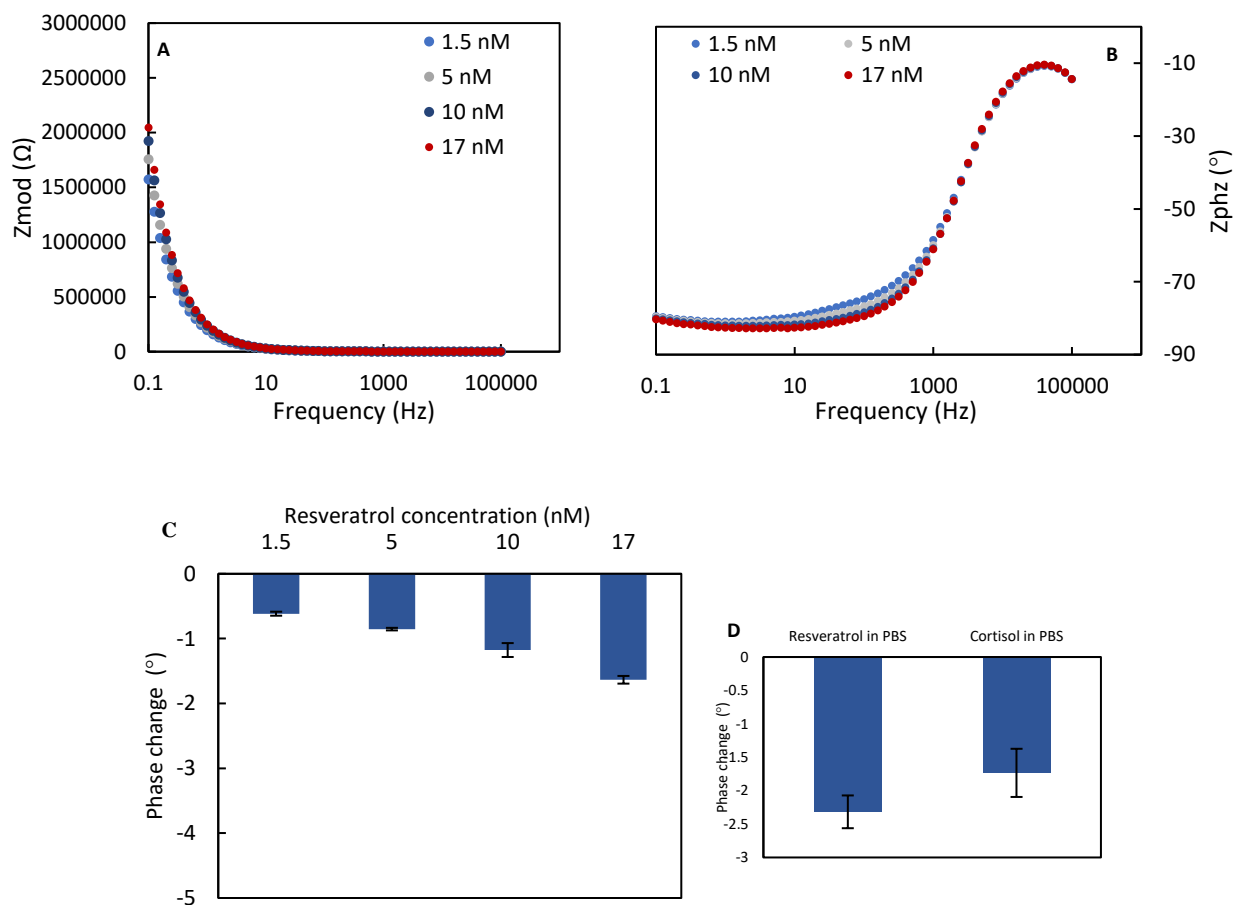 A
Zmod (Ω)
3000000
2500000
2000000
1500000
1000000
500000
0
0.1 10 1000 100000
Frequency (Hz)
1.5 nM
5 nM
10 nM
17 nM
B
1.5 nM 5 nM
10 nM 17 nM
-10
-30
-50
-70
-90
Zphz (°)
0.1 10 1000 100000
Frequency (Hz)
C
Resveratrol concentration (nM)
1.5 5 10 17
0
-1
-2
-3
-4
-5
Phase change (°)
D
Resveratrol in PBS Cortisol in PBS
0
-0.5
-1
-1.5
-2
-2.5
-3
Phase change (°)